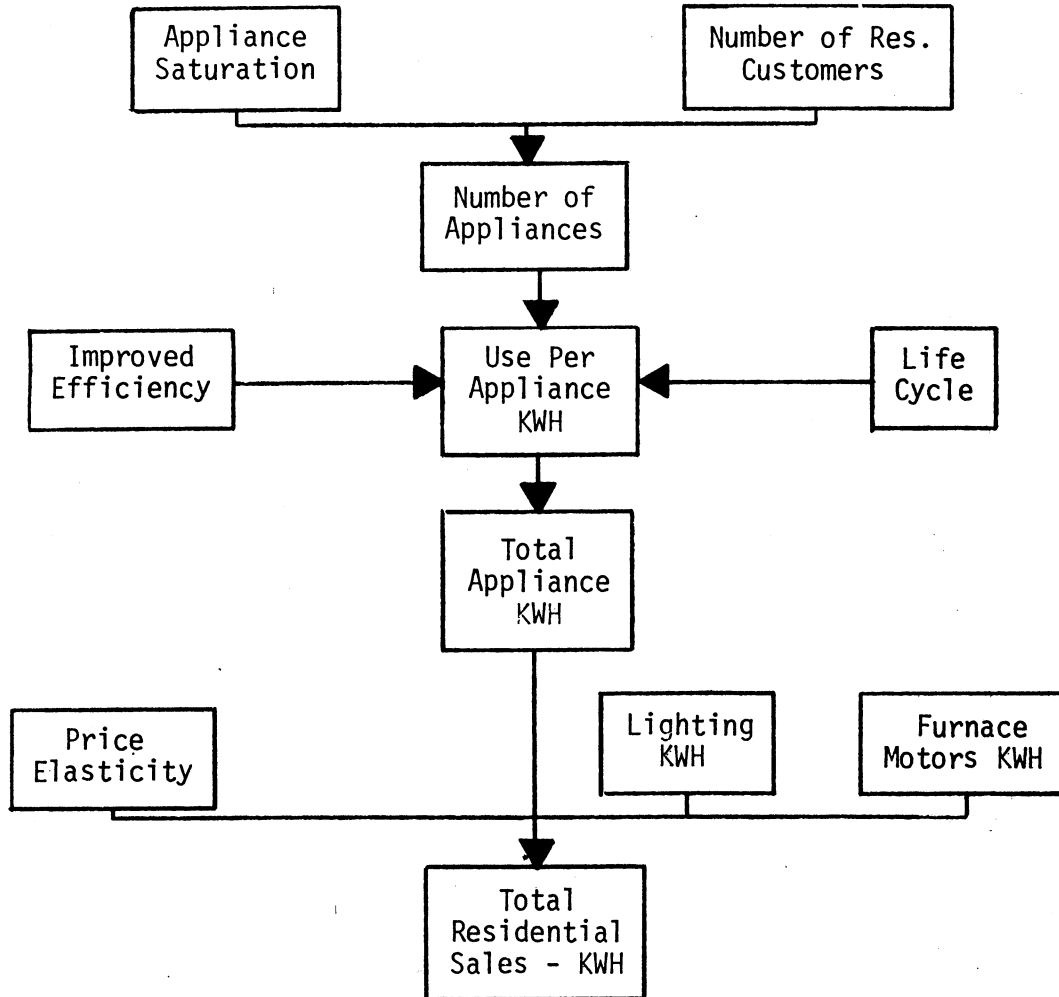 Appliance
Saturation
Number of Res.
Customers
Number of
Appliances
Improved
Efficiency
Use Per
Appliance
KWH
Life
Cycle
Total
Appliance
KWH
Price
Elasticity
Lighting
KWH
Furnace
Motors KWH
Total
Residential
Sales - KWH